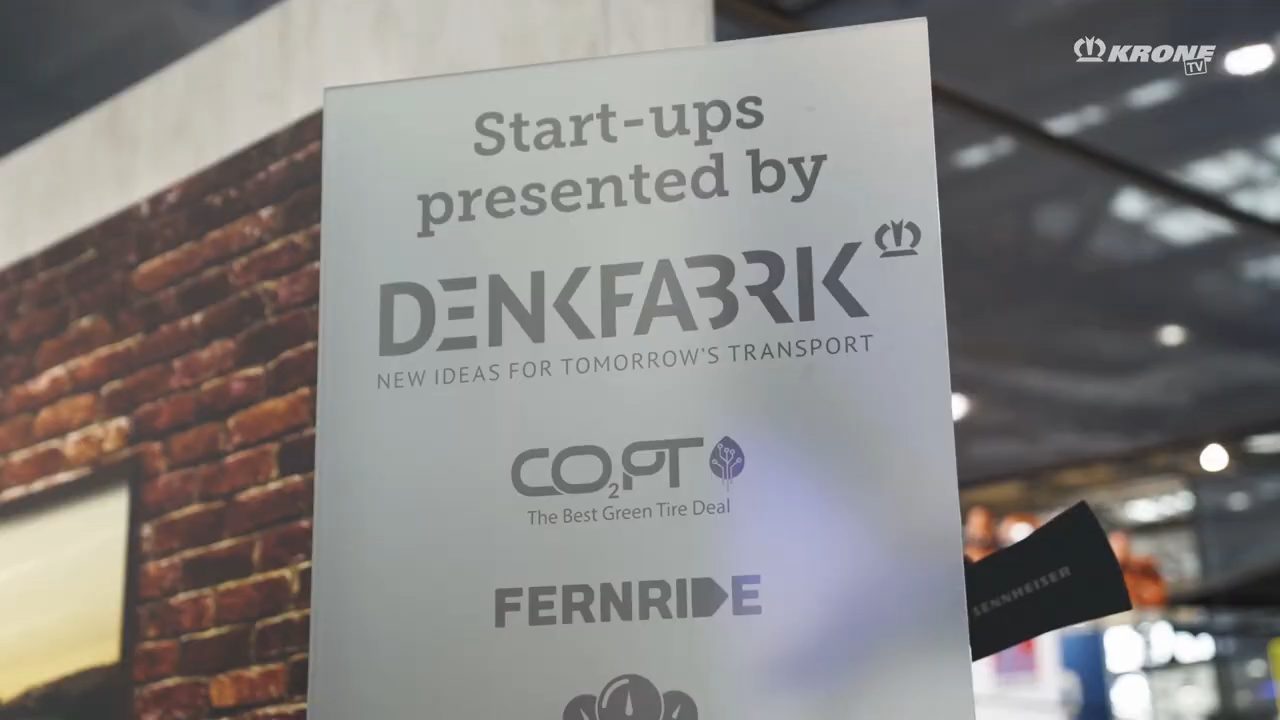 KRONE
TV
Start-ups
presented by
DENKFABRIK
NEW IDEAS FOR TOMORROW'S TRANSPORT
CO2PT
The Best Green Tire Deal
FERNRIDE
SENNHEISER